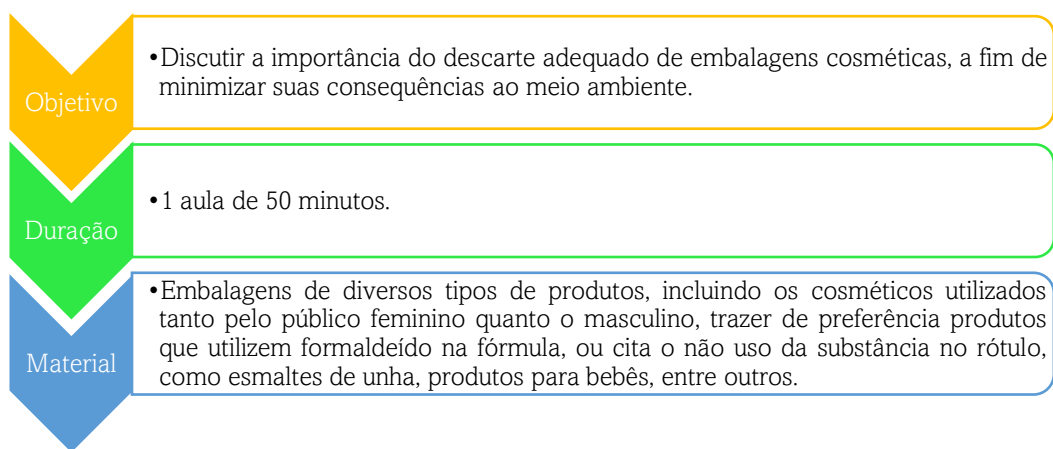 Objetivo
•Discutir a importância do descarte adequado de embalagens cosméticas, a fim de
minimizar suas consequências ao meio ambiente.
Duração
•1 aula de 50 minutos.
Material
•Embalagens de diversos tipos de produtos, incluindo os cosméticos utilizados
tanto pelo público feminino quanto o masculino, trazer de preferência produtos
que utilizem formaldeído na fórmula, ou cita o não uso da substância no rótulo,
como esmaltes de unha, produtos para bebês, entre outros.